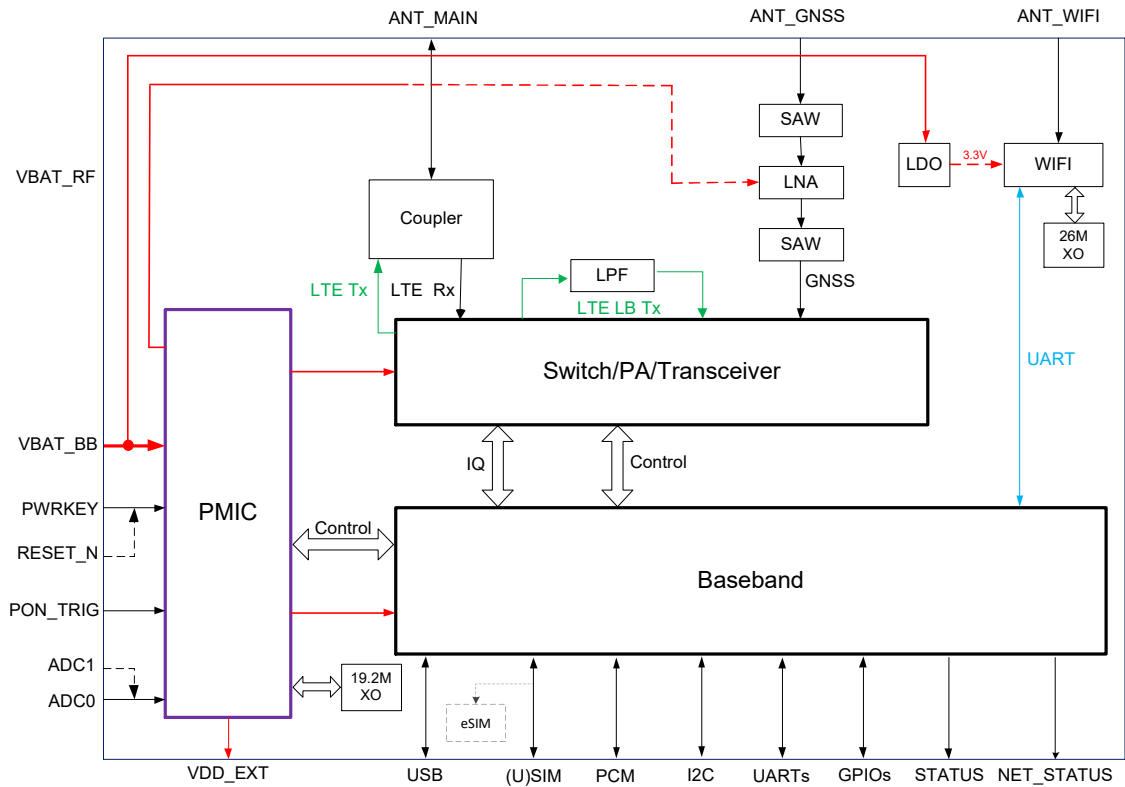 ANT_MAIN
ANT_GNSS
ANT_WIFI
SAW
LDO
3.3V
WIFI
VBAT_RF
LNA
Coupler
SAW
26M
XO
LPF
GNSS
LTE Tx
LTE Rx
LTE LB Tx
UART
Switch/PA/Transceiver
VBAT_BB
IQ
Control
PWRKEY
PMIC
Control
RESET_N
Baseband
PON_TRIG
ADC1
19.2M
XO
ADC0
eSIM
VDD_EXT
USB
(U)SIM
PCM
I2C
UARTs
GPIOs
STATUS
NET_STATUS